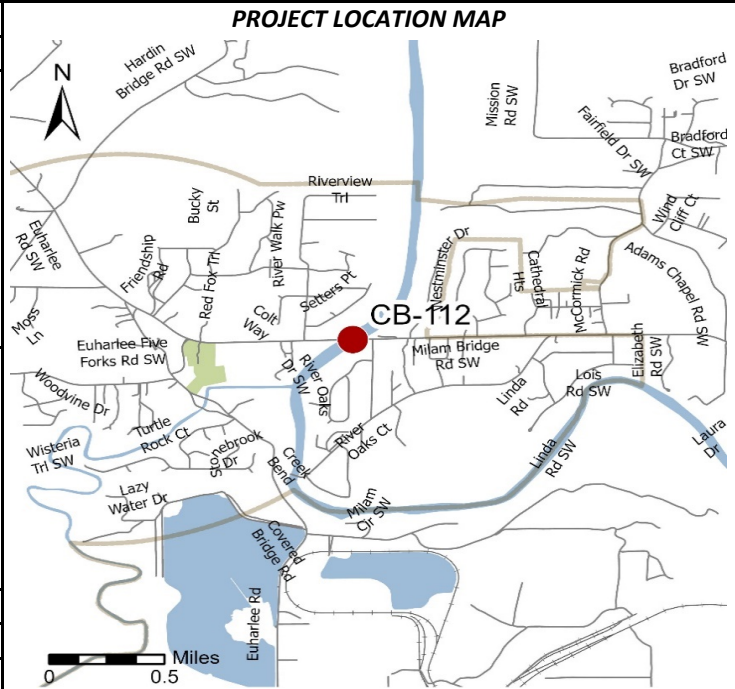 PROJECT LOCATION MAP
Hardin
Bridge Rd SW
N
Mission
Rd SW
Bradford
Dr SW
Fairfield Dr SW
Bradford
Ct SW
Riverview
Trl
Bucky
St
River Walk Pw
Wind
Cliff Ct
Euharlee
Rd SW
Friendship
Rd
Red Fox Trl
Setters Pt
Westminster Dr
Cathedral
Hts
McCormick Rd
Adams Chapel Rd SW
Moss
Ln
Colt
Way
CB-112
Euharlee Five
Forks Rd SW
Milam Bridge
Rd SW
Elizabeth
Rd SW
River Oaks
Dr SW
Woodvine Dr
Linda
Rd
Lois
Rd SW
Turtle
Rock Ct
River
Oaks Ct
Laura
Dr
Wisteria
Trl SW
Stonebrook
Dr
Creek
Bend
Linda
Rd SW
Lazy
Water Dr
Milam
Cir SW
Covered
Bridge Rd
Euharlee Rd
Miles
0
0.5